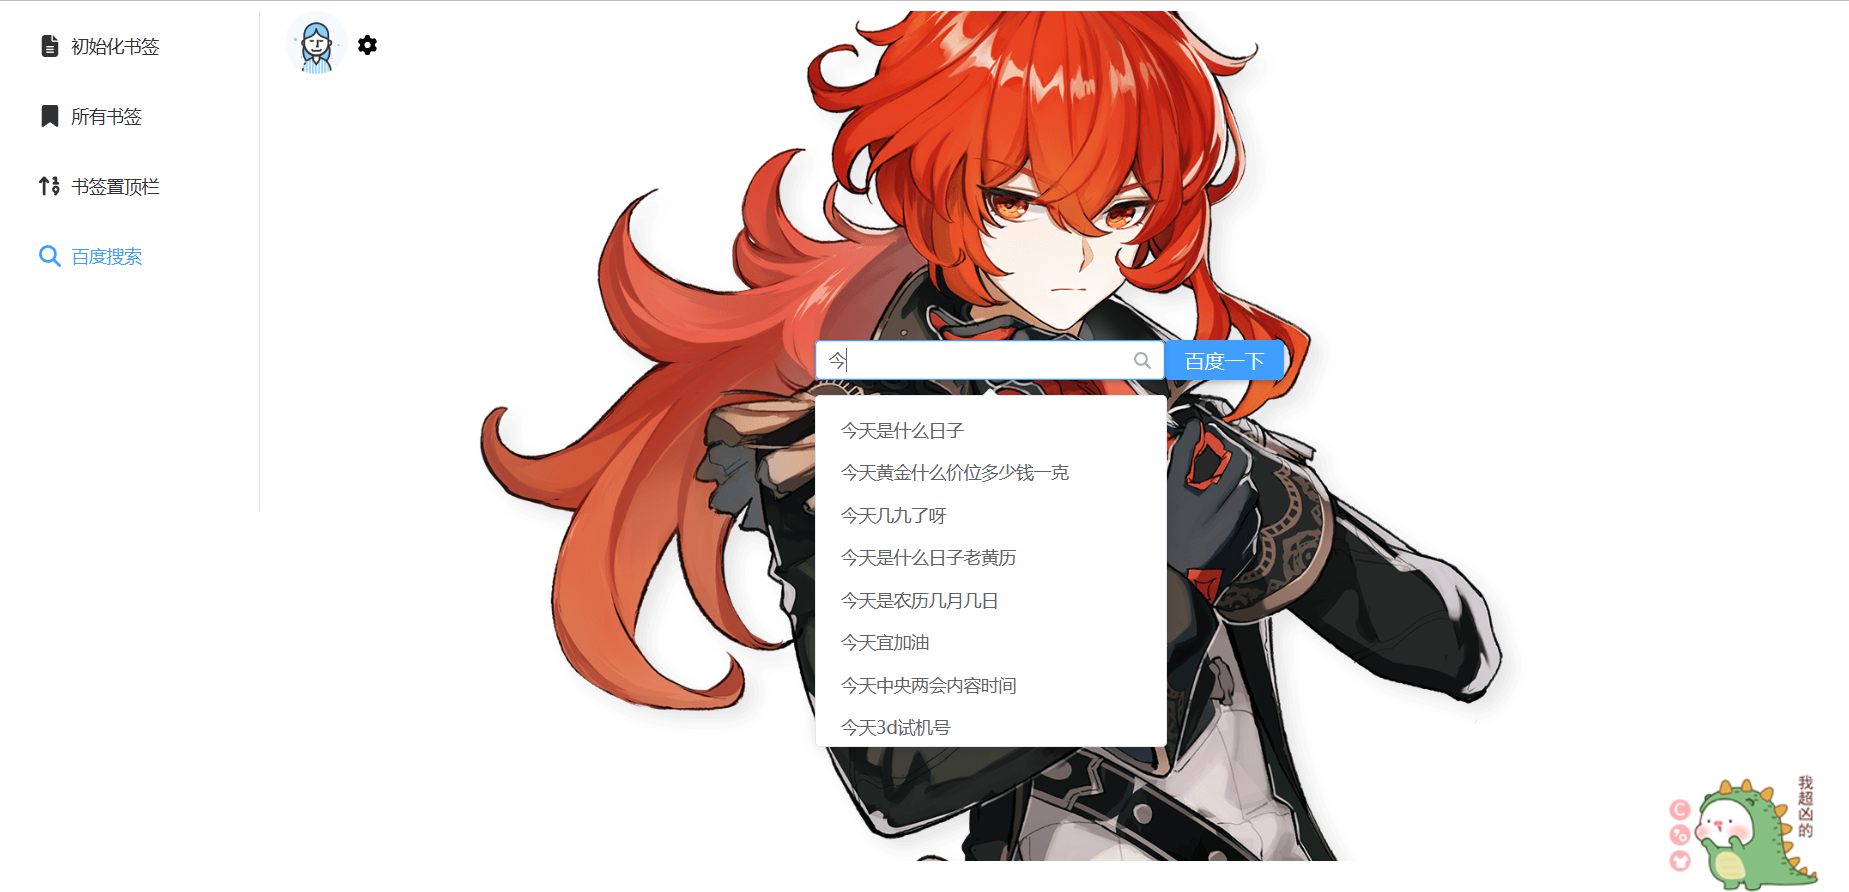 初始化书签
所有书签
书签置顶栏
百度搜索
今
百度一下
今天是什么日子
今天黄金什么价位多少钱一克
今天几九了呀
今天是什么日子老黄历
今天是农历几月几日
今天宜加油
今天中央两会内容时间
今天3d试机号
我超凶的